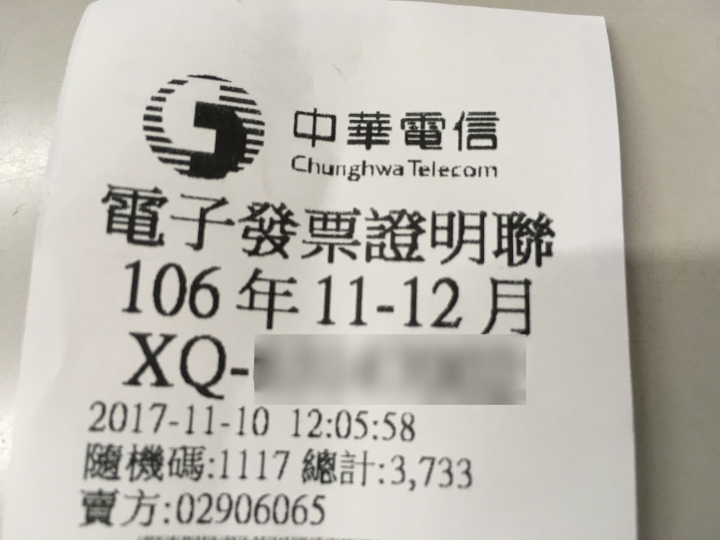 中華電信
Chunghwa Telecom
電子發票證明聯
106年11-12月
XQ-
2017-11-10 12:05:58
隨機碼:1117 總計:3,733
賣方:02906065